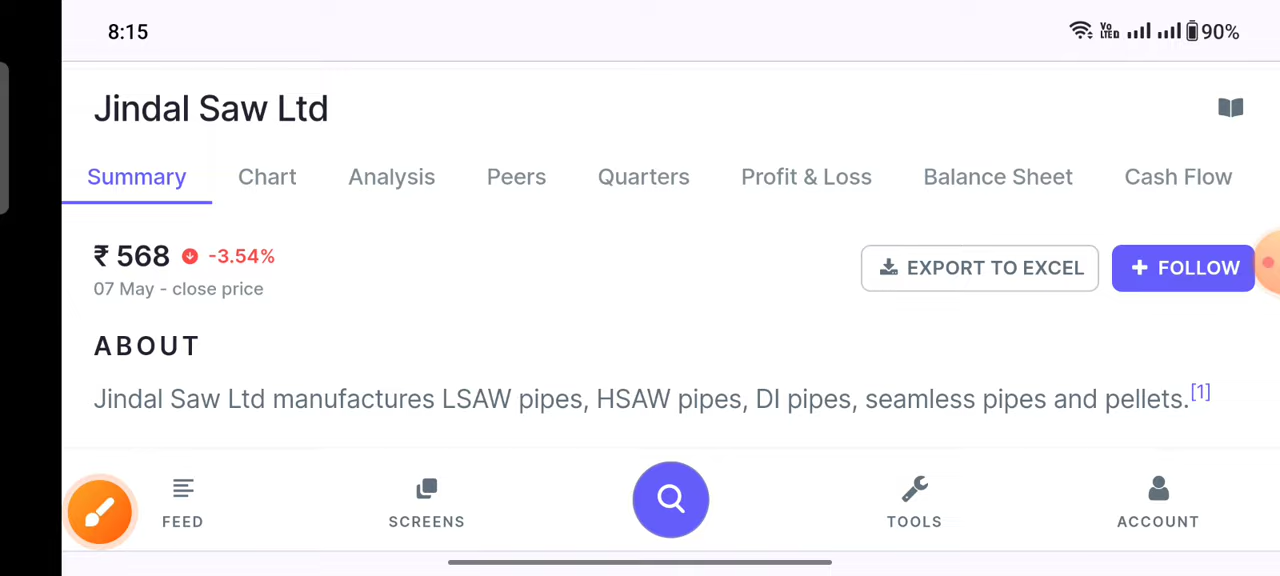 8:15
Vo LTED 90%
Jindal Saw Ltd
Summary Chart Analysis Peers Quarters Profit & Loss Balance Sheet Cash Flow
₹ 568 -3.54%
EXPORT TO EXCEL + FOLLOW
07 May - close price
ABOUT
Jindal Saw Ltd manufactures LSAW pipes, HSAW pipes, DI pipes, seamless pipes and pellets.[1]
FEED SCREENS TOOLS ACCOUNT